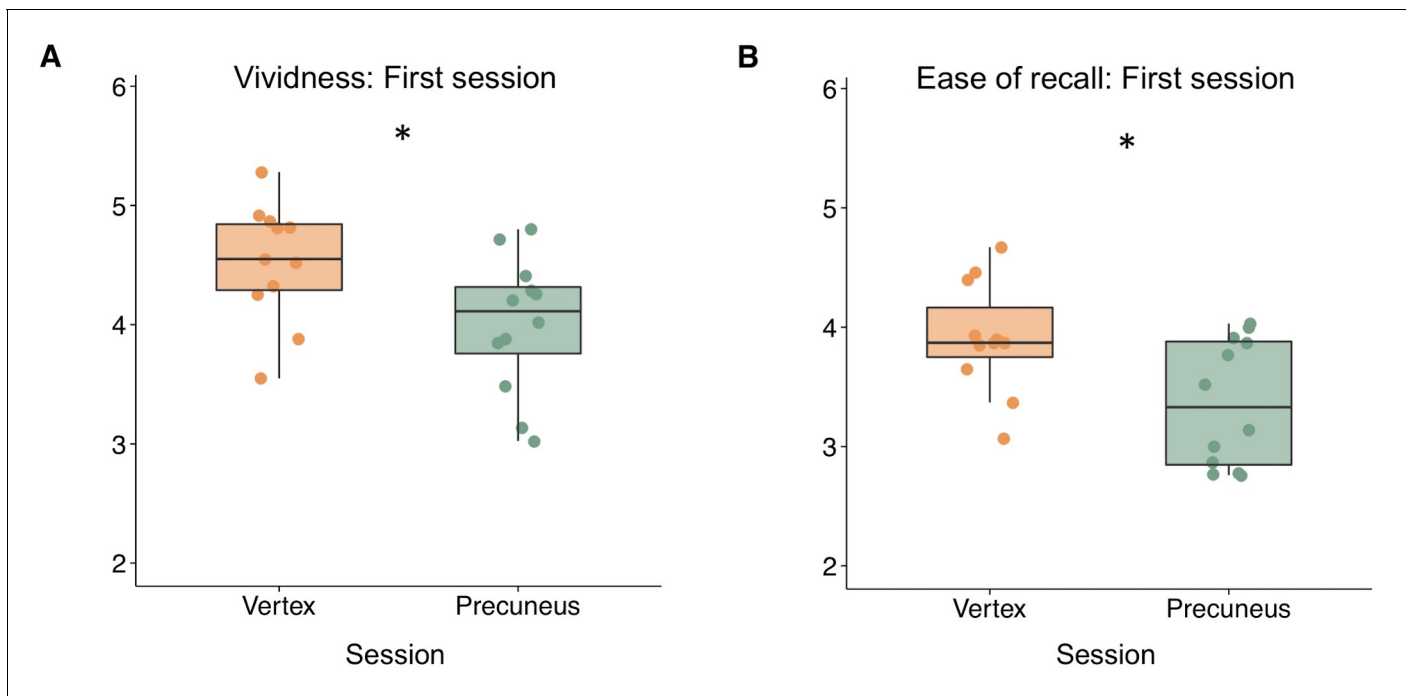 A
Vividness: First session
*
6
5
4
3
2
Vertex Precuneus
Session
B
Ease of recall: First session
*
6
5
4
3
2
Vertex Precuneus
Session